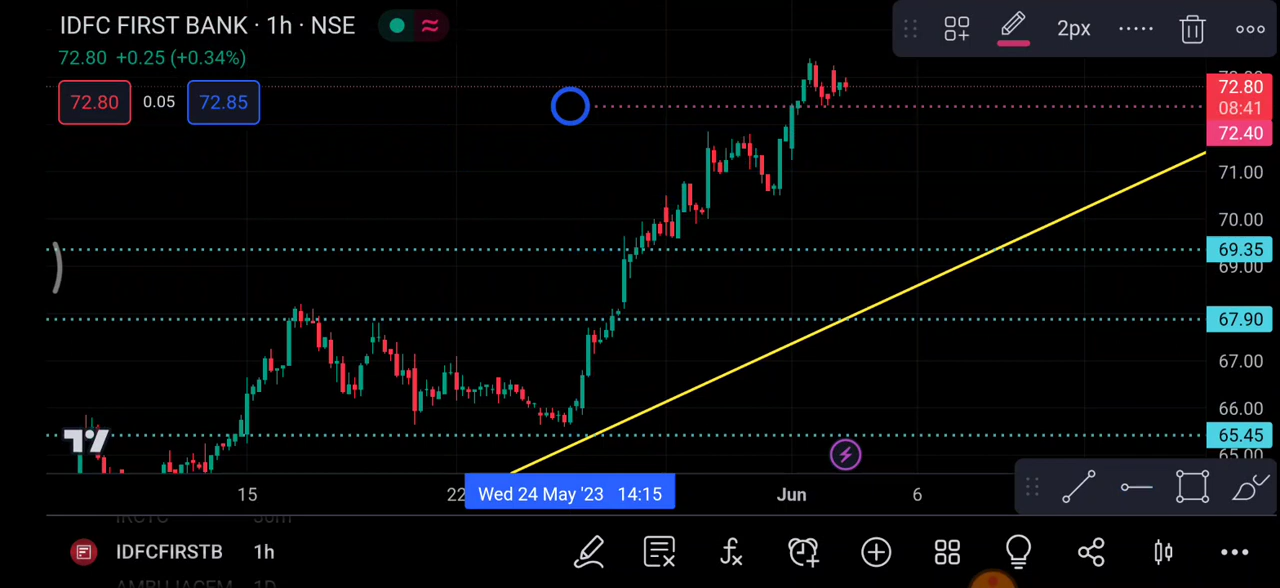 IDFC FIRST BANK · 1h · NSE
72.80 +0.25 (+0.34%)
72.80 0.05 72.85
2px
72.80
08:41
72.40
71.00
70.00
69.35
69.00
67.90
67.00
66.00
65.45
65.00
15 22 Wed 24 May '23 14:15 Jun 6
IDFCFIRSTB 1h